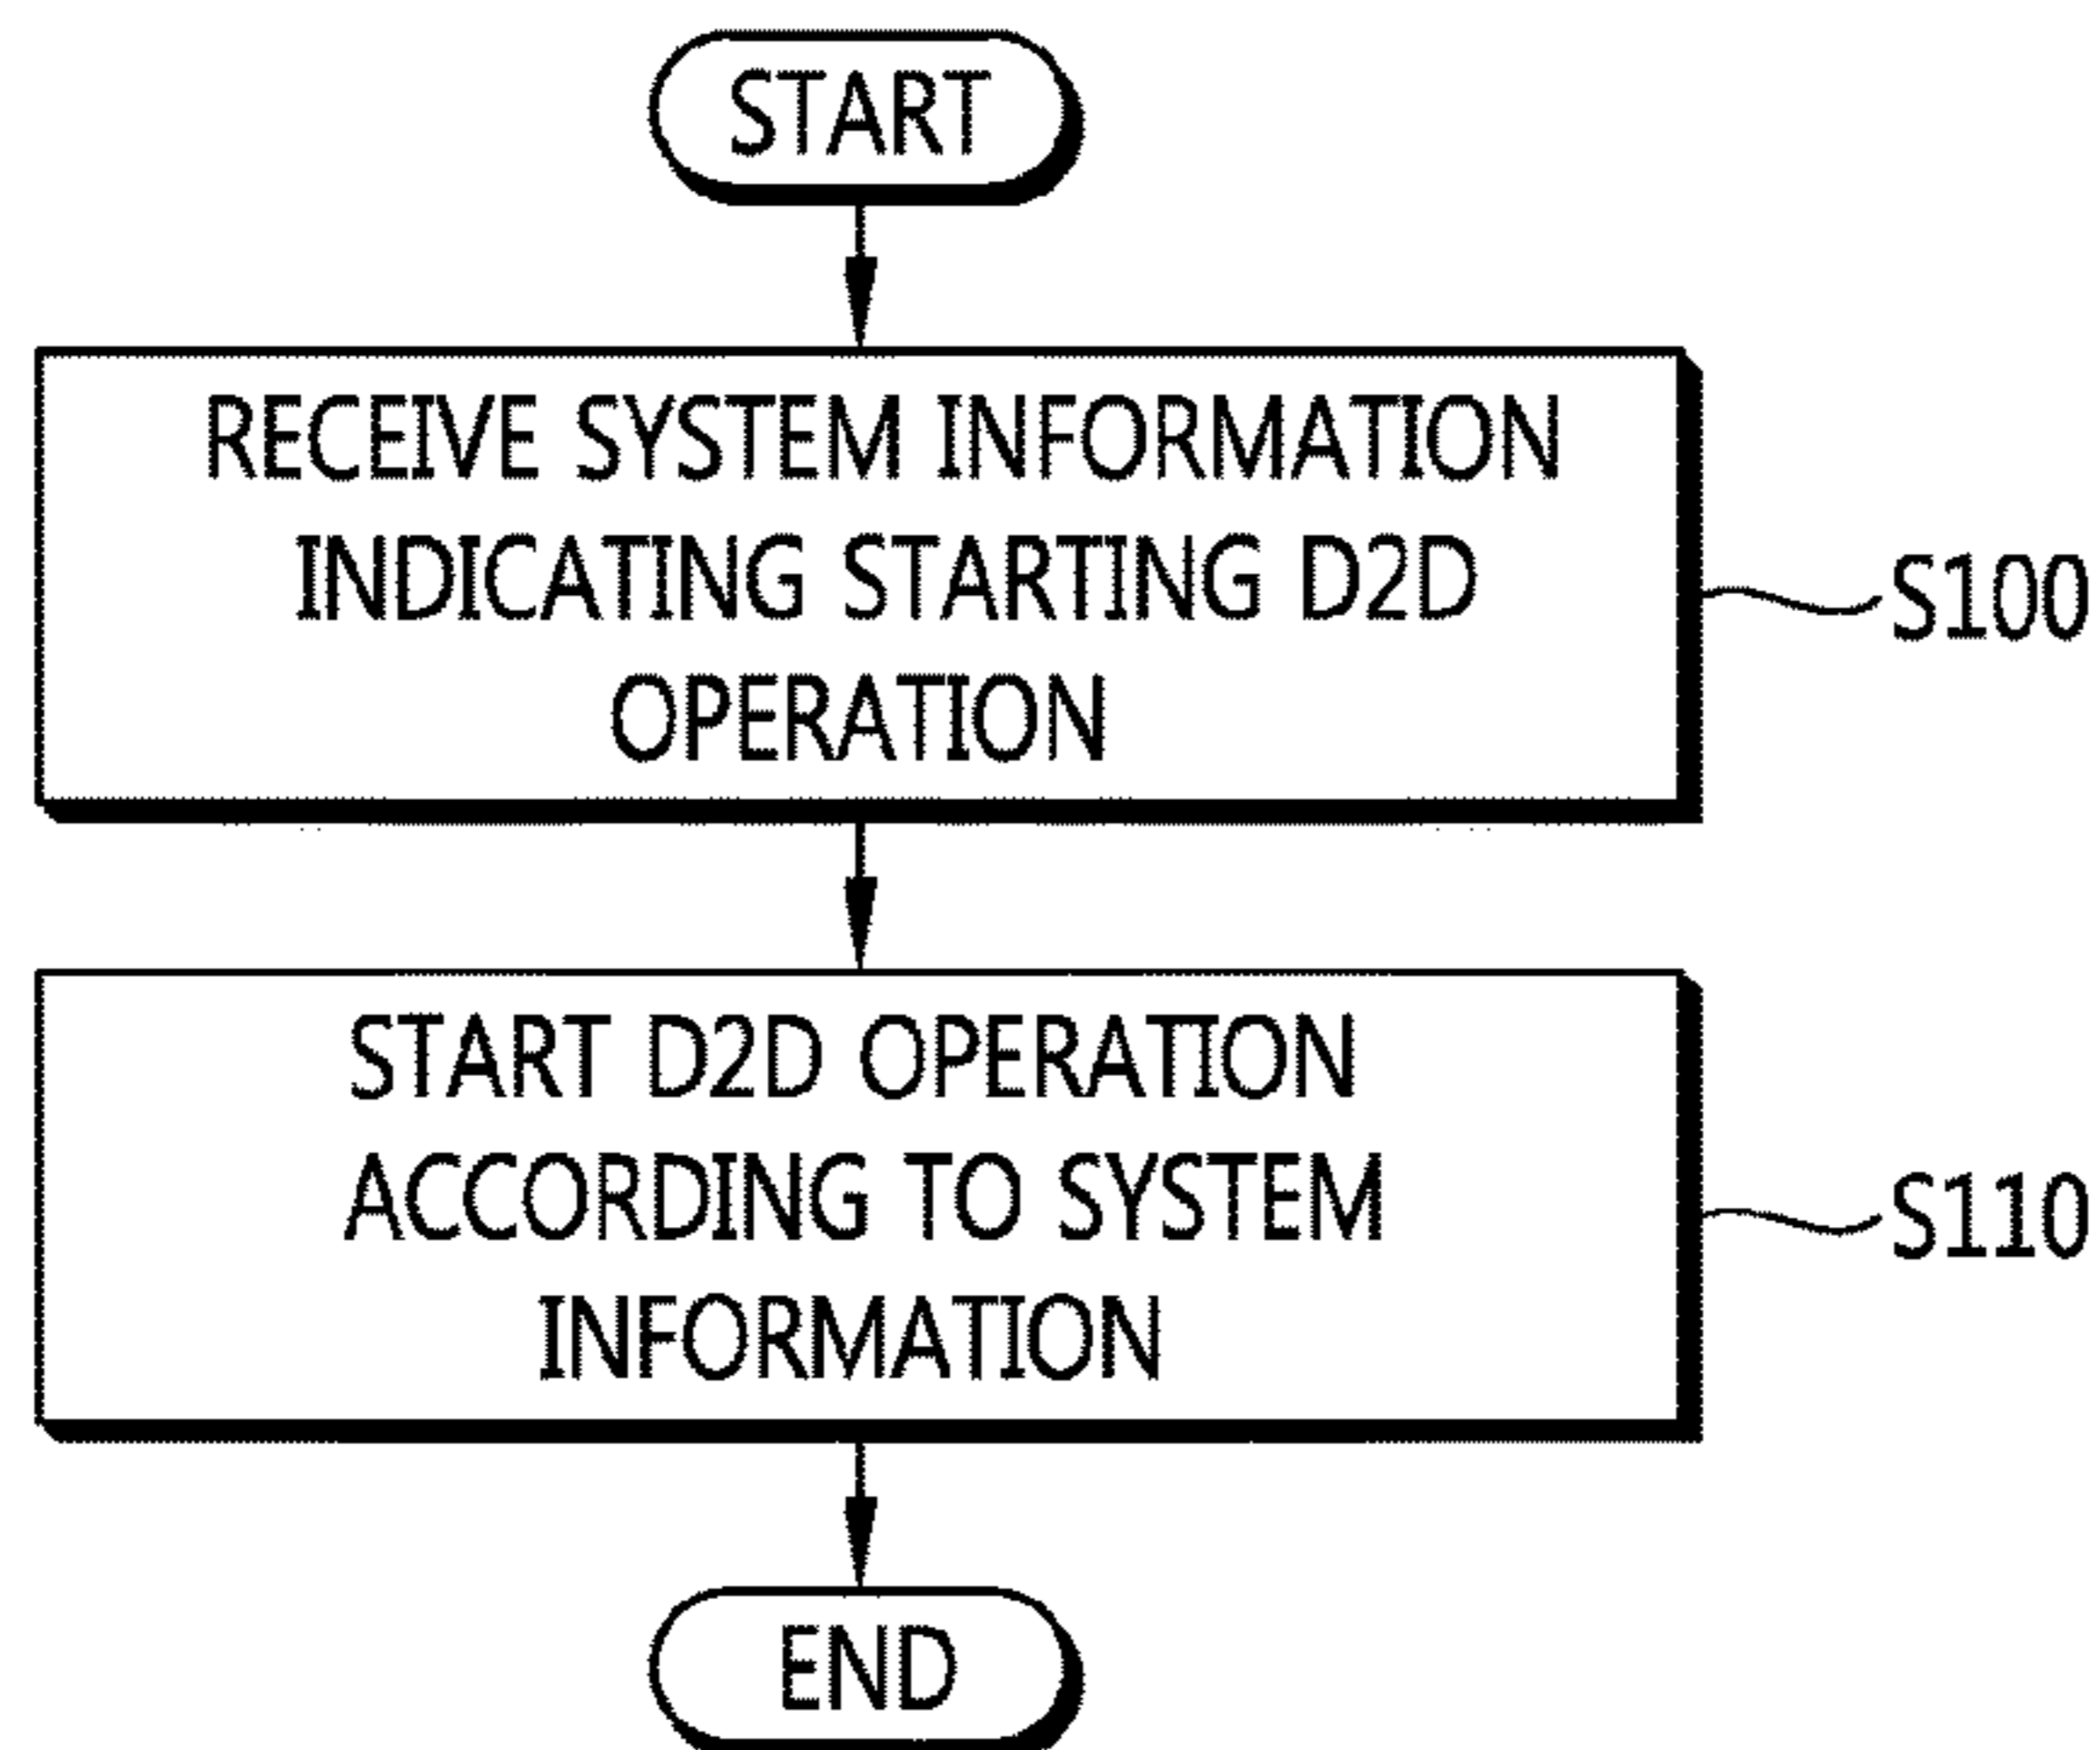 START
RECEIVE SYSTEM INFORMATION
INDICATING STARTING D2D
OPERATION
S100
START D2D OPERATION
ACCORDING TO SYSTEM
INFORMATION
S110
END